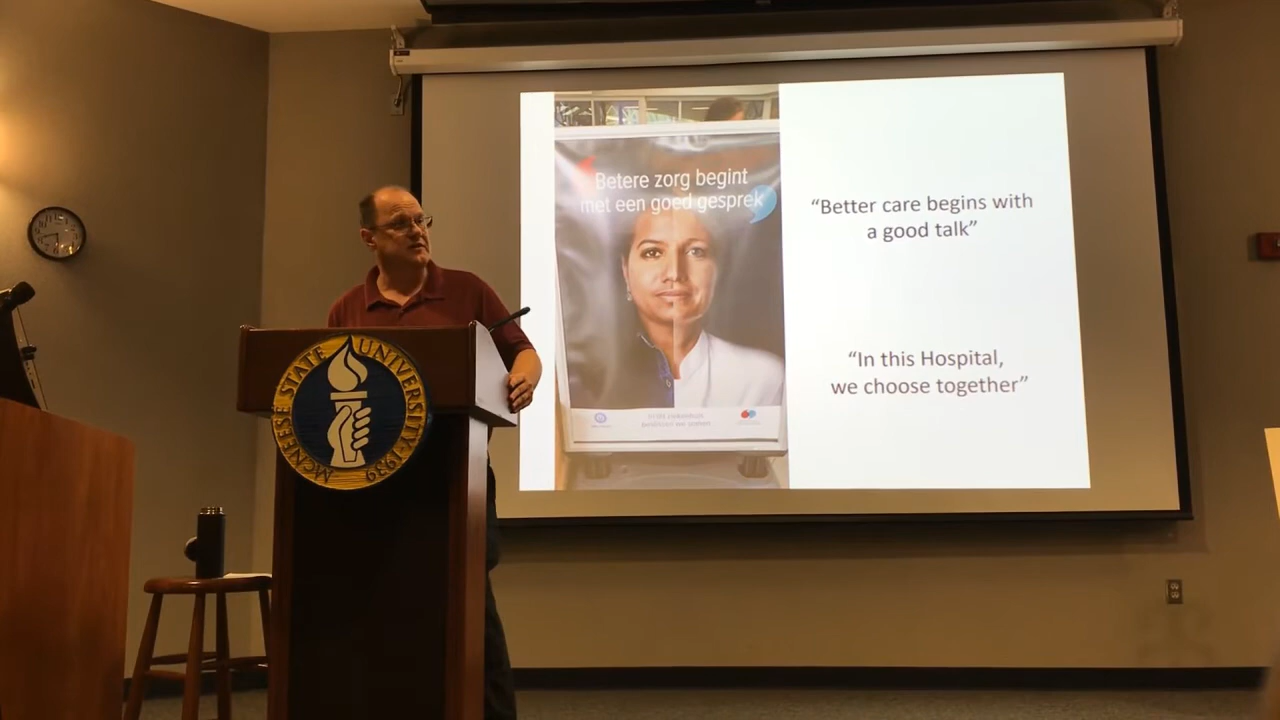 Betere zorg begint
met een goed gesprek
“Better care begins with
a good talk”
“In this Hospital,
we choose together”
McNEESE STATE UNIVERSITY·1939